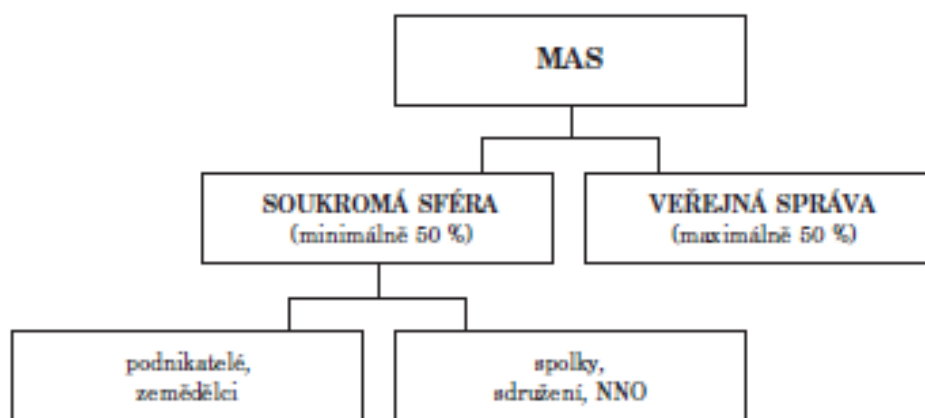 MAS
SOUKROMÁ SFÉRA
(minimálně 50 %)
VEŘEJNÁ SPRÁVA
(maximálně 50 %)
podnikatelé,
zemědělci
spolky,
sdružení, NNO